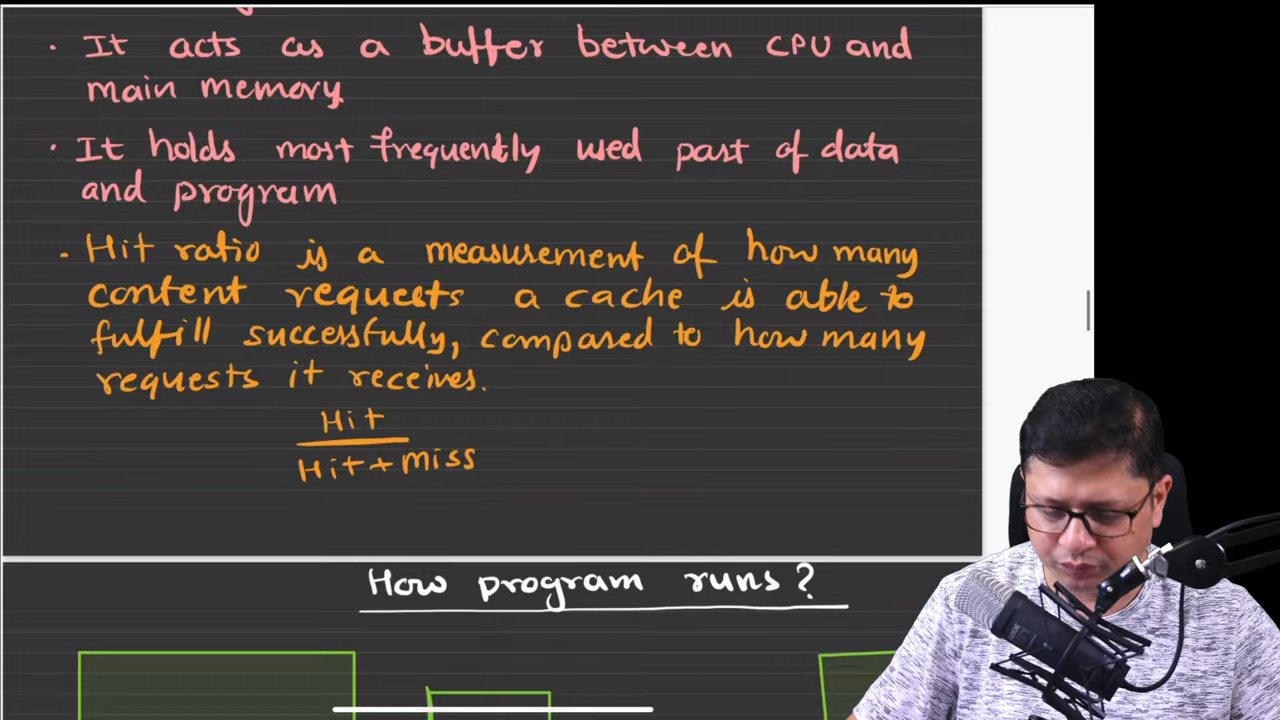 . It acts as a buffer between CPU and
main memory.
. It holds most frequently used part of data
and program
. Hit ratio is a measurement of how many
content requests a cache is able to
fulfill successfully, compared to how many
requests it receives.
Hit
Hit + Miss
How program runs?